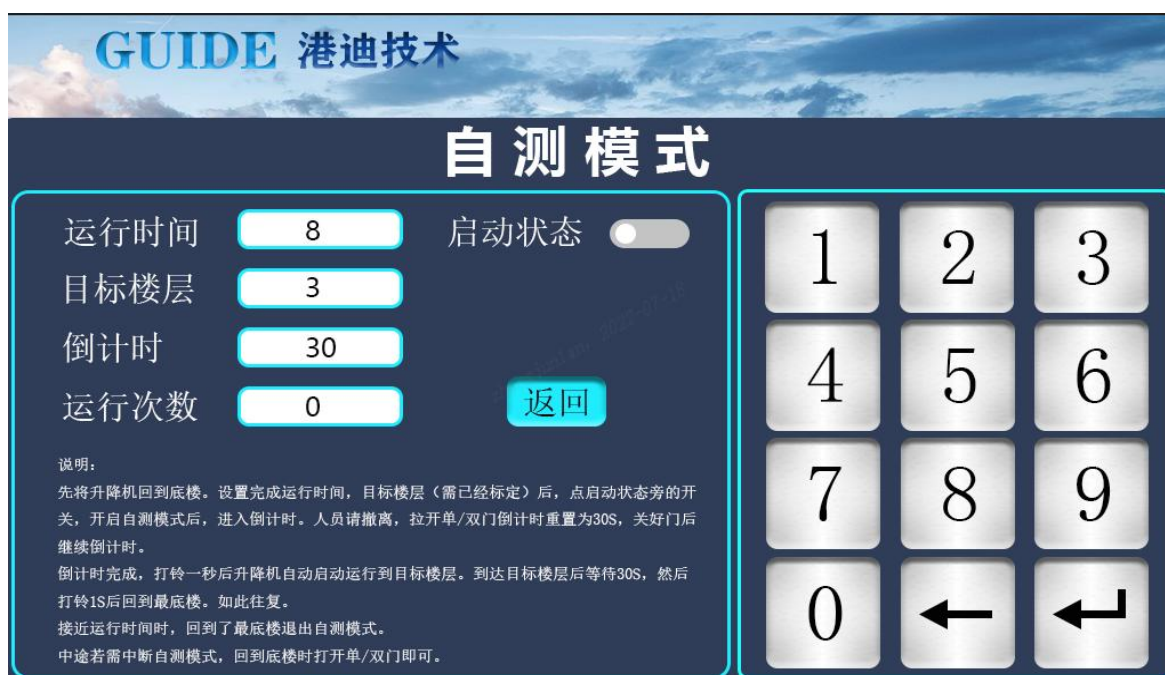 GUIDE 港迪技术
自测模式
运行时间 8 启动状态
目标楼层 3
倒计时 30
运行次数 0 返回
说明：
先将升降机回到底楼。设置完成运行时间，目标楼层（需已经标定）后，点启动状态旁的开
关，开启自测模式后，进入倒计时。人员请撤离，拉开单/双门倒计时重置为30S，关好门后
继续倒计时。
倒计时完成，打铃一秒后升降机自动启动运行到目标楼层。到达目标楼层后等待30S，然后
打铃1S后回到最底楼。如此往复。
接近运行时间时，回到了最底楼退出自测模式。
中途若需中断自测模式，回到底楼时打开单/双门即可。
1 2 3
4 5 6
7 8 9
0